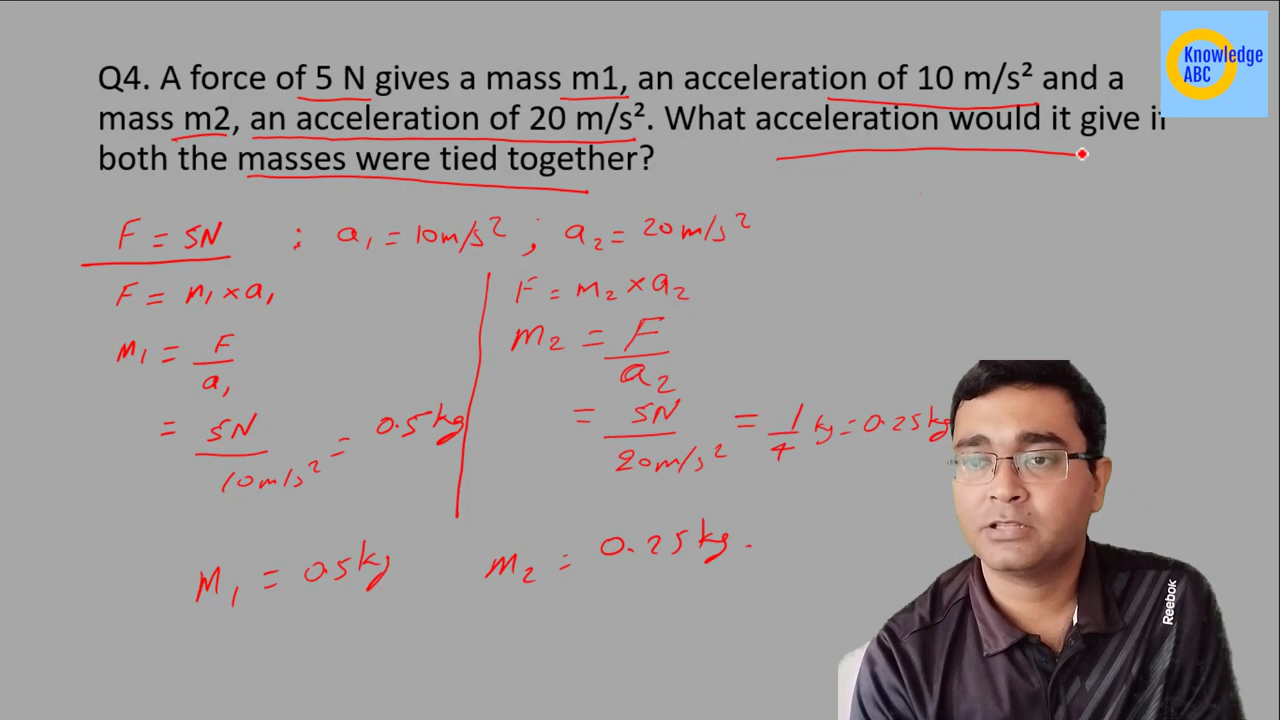 Knowledge
ABC
Q4. A force of 5 N gives a mass m1, an acceleration of 10 m/s² and a
mass m2, an acceleration of 20 m/s². What acceleration would it give if
both the masses were tied together?
F = 5N : a₁ = 10m/s² ; a₂ = 20m/s²
F = m₁ × a₁
m₁ = F
a₁
= 5N
10m/s² = 0.5kg
F = m₂ × a₂
m₂ = F
a₂
= 5N
20m/s² = 1/4 kg = 0.25kg
m₁ = 0.5kg m₂ = 0.25kg.
Reebok